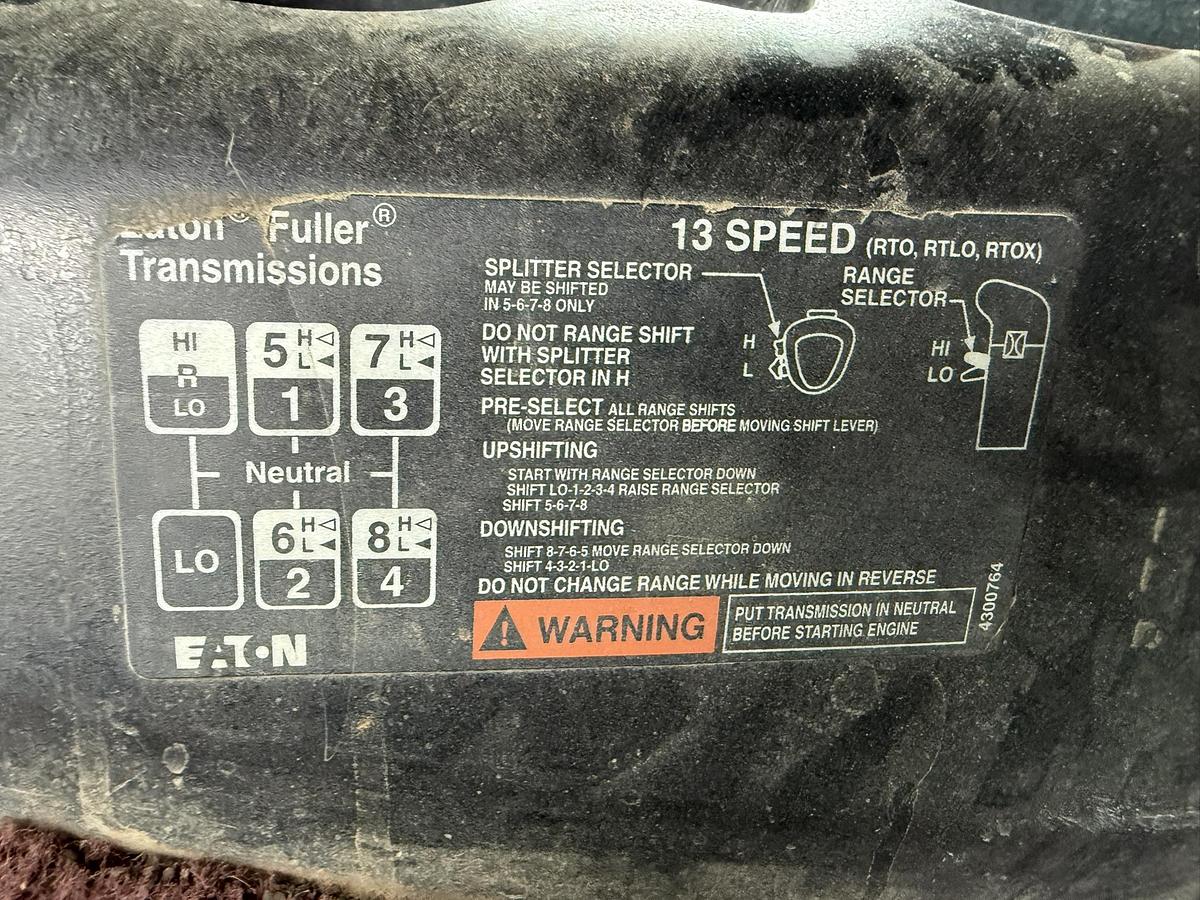 Eaton® Fuller®
Transmissions
13 SPEED (RTO, RTLO, RTOX)
HI
R
LO
5 H L
1
7 H L
3
Neutral
LO
6 H L
2
8 H L
4
EATON
SPLITTER SELECTOR
MAY BE SHIFTED
IN 5-6-7-8 ONLY
DO NOT RANGE SHIFT
WITH SPLITTER
SELECTOR IN H
H
L
RANGE
SELECTOR
HI
LO
PRE-SELECT ALL RANGE SHIFTS
(MOVE RANGE SELECTOR BEFORE MOVING SHIFT LEVER)
UPSHIFTING
START WITH RANGE SELECTOR DOWN
SHIFT LO-1-2-3-4 RAISE RANGE SELECTOR
SHIFT 5-6-7-8
DOWNSHIFTING
SHIFT 8-7-6-5 MOVE RANGE SELECTOR DOWN
SHIFT 4-3-2-1-LO
DO NOT CHANGE RANGE WHILE MOVING IN REVERSE
WARNING
PUT TRANSMISSION IN NEUTRAL
BEFORE STARTING ENGINE
4300764